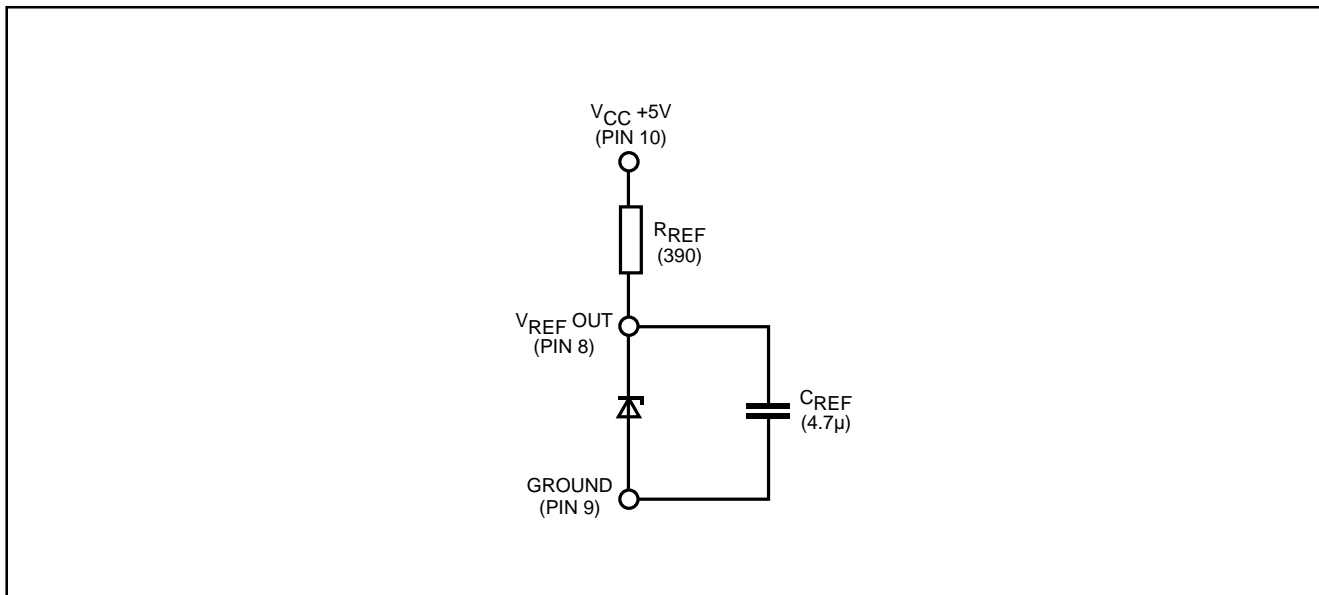 VCC +5V
(PIN 10)
RREF
(390)
VREF OUT
(PIN 8)
CREF
(4.7µ)
GROUND
(PIN 9)